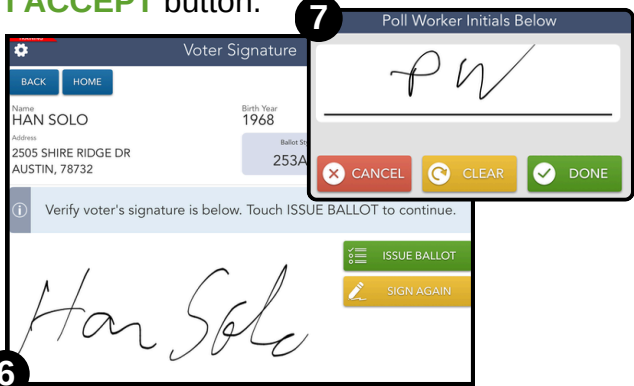 I ACCEPT button.
Voter Signature
BACK
HOME
Name
HAN SOLO
Birth Year
1968
Address
2505 SHIRE RIDGE DR
AUSTIN, 78732
253A
Verify voter's signature is below. Touch ISSUE BALLOT to continue.
ISSUE BALLOT
SIGN AGAIN
Han Solo
6
7
Poll Worker Initials Below
PW
CANCEL
CLEAR
DONE